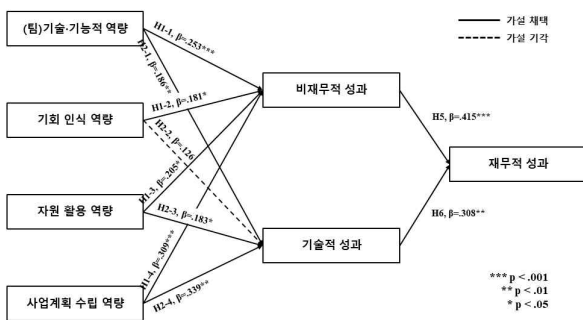 (팀)기술·기능적 역량
기회 인식 역량
자원 활용 역량
사업계획 수립 역량
H1-1, β=.253***
H2-1, β=.186**
H1-2, β=.181*
H2-2, β=.126
H1-3, β=.205*
H2-3, β=.183*
H1-4, β=.309***
H2-4, β=.339**
비재무적 성과
기술적 성과
H5, β=.415***
H6, β=.308**
재무적 성과
가설 채택
가설 기각
*** p < .001
** p < .01
* p < .05